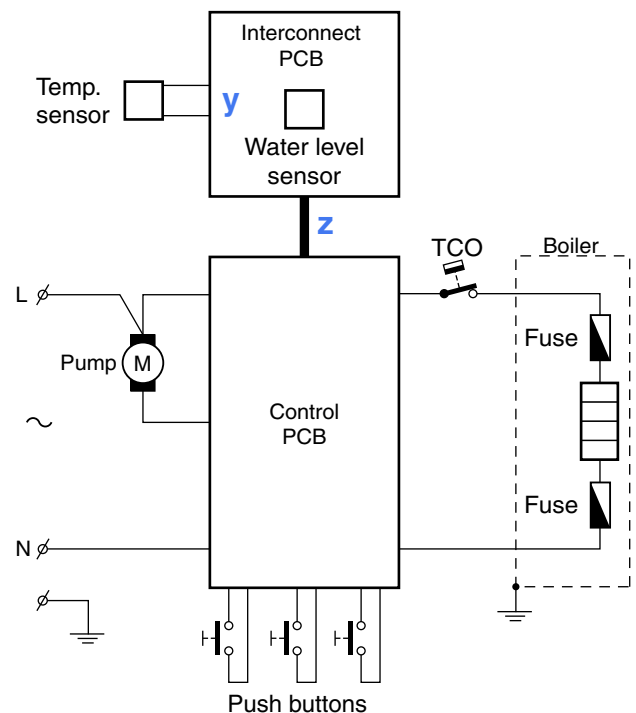 Interconnect
PCB
Temp.
sensor
y
Water level
sensor
z
TCO
Boiler
L
Fuse
Pump
M
Control
PCB
Fuse
N
Push buttons